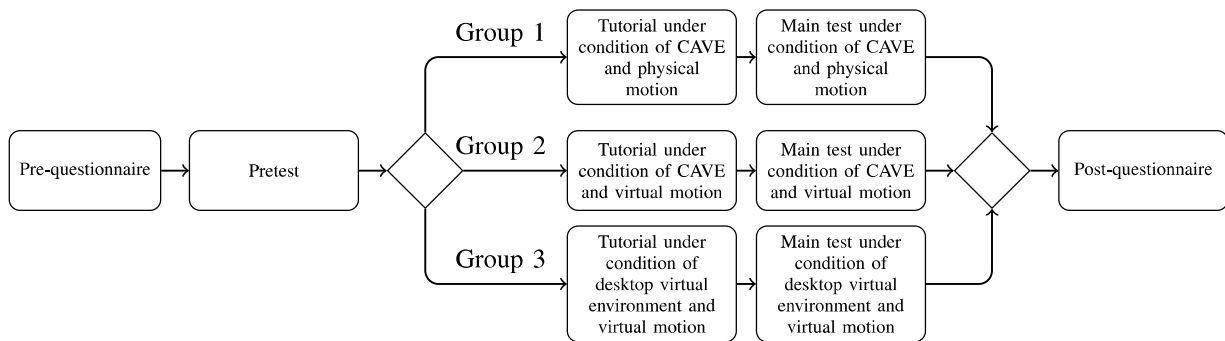 Pre-questionnaire
Pretest
Group 1
Tutorial under
condition of CAVE
and physical
motion
Main test under
condition of CAVE
and physical
motion
Group 2
Tutorial under
condition of CAVE
and virtual motion
Main test under
condition of CAVE
and virtual motion
Group 3
Tutorial under
condition of
desktop virtual
environment and
virtual motion
Main test under
condition of
desktop virtual
environment and
virtual motion
Post-questionnaire